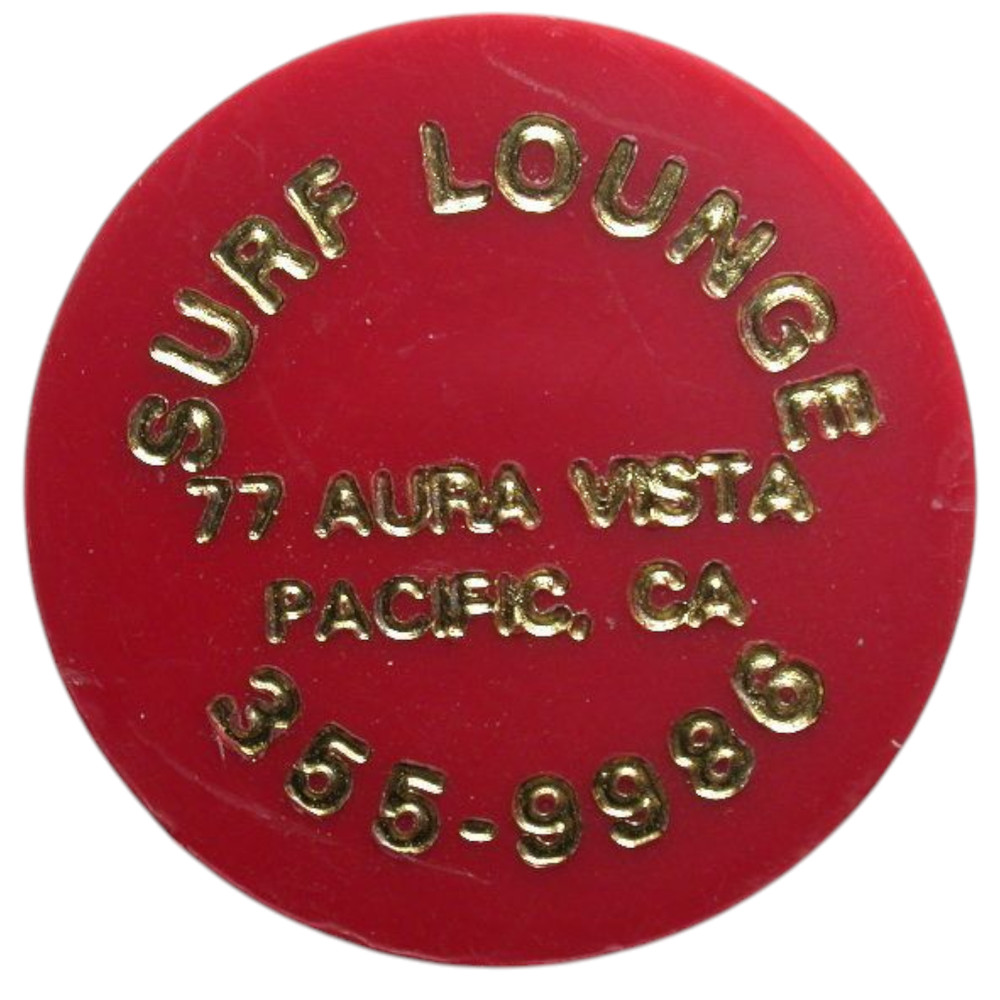 SURF LOUNGE
77 AURA VISTA
PACIFIC, CA
355-9986